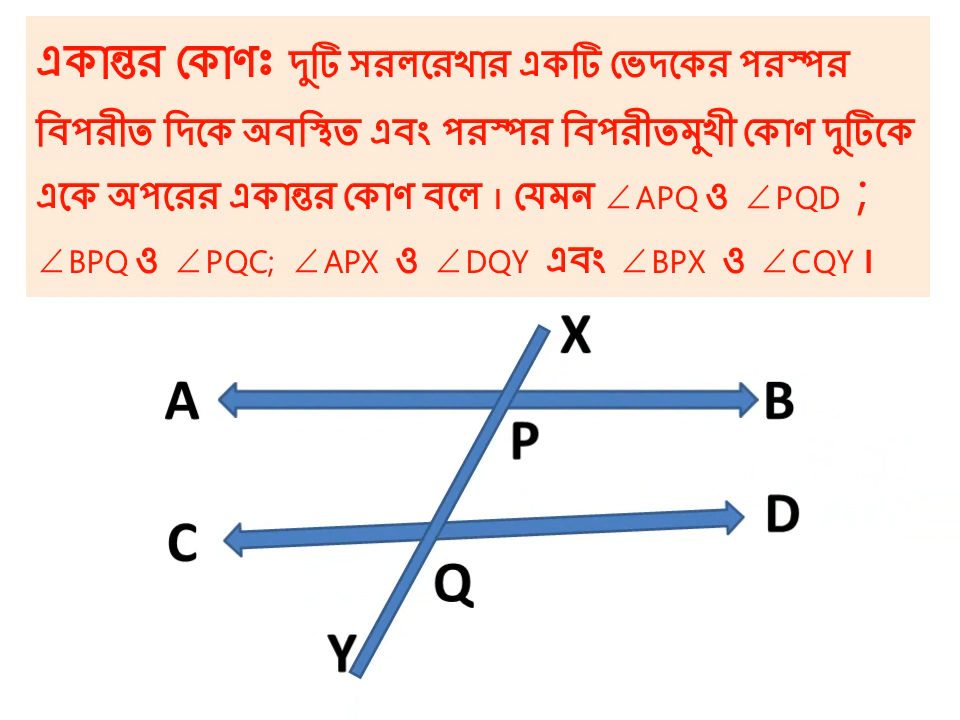 একান্তর কোণঃ দুটি সরলরেখার একটি ভেদকের পরস্পর
বিপরীত দিকে অবস্থিত এবং পরস্পর বিপরীতমুখী কোণ দুটিকে
একে অপরের একান্তর কোণ বলে । যেমন ∠APQ ও ∠PQD ;
∠BPQ ও ∠PQC; ∠APX ও ∠DQY এবং ∠BPX ও ∠CQY ।
X
A
B
P
D
C
Q
Y